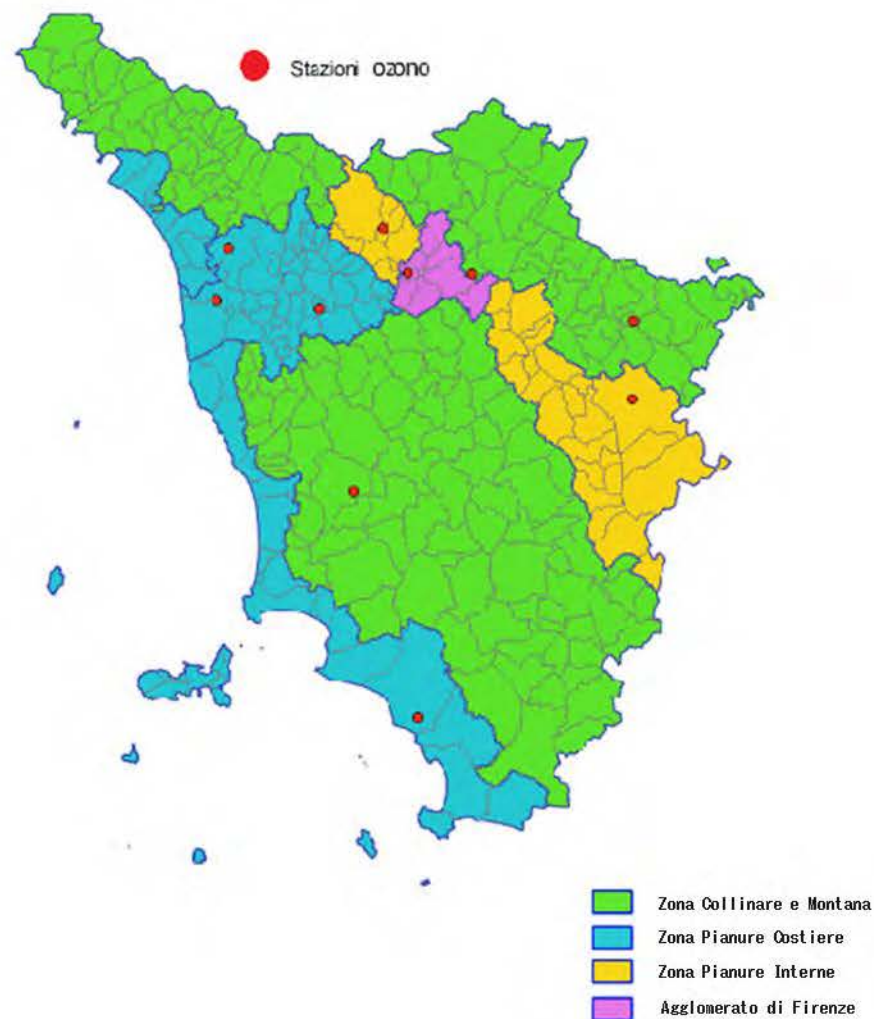 Stazioni ozono
Zona Collinare e Montana
Zona Pianure Costiere
Zona Pianure Interne
Agglomerato di Firenze